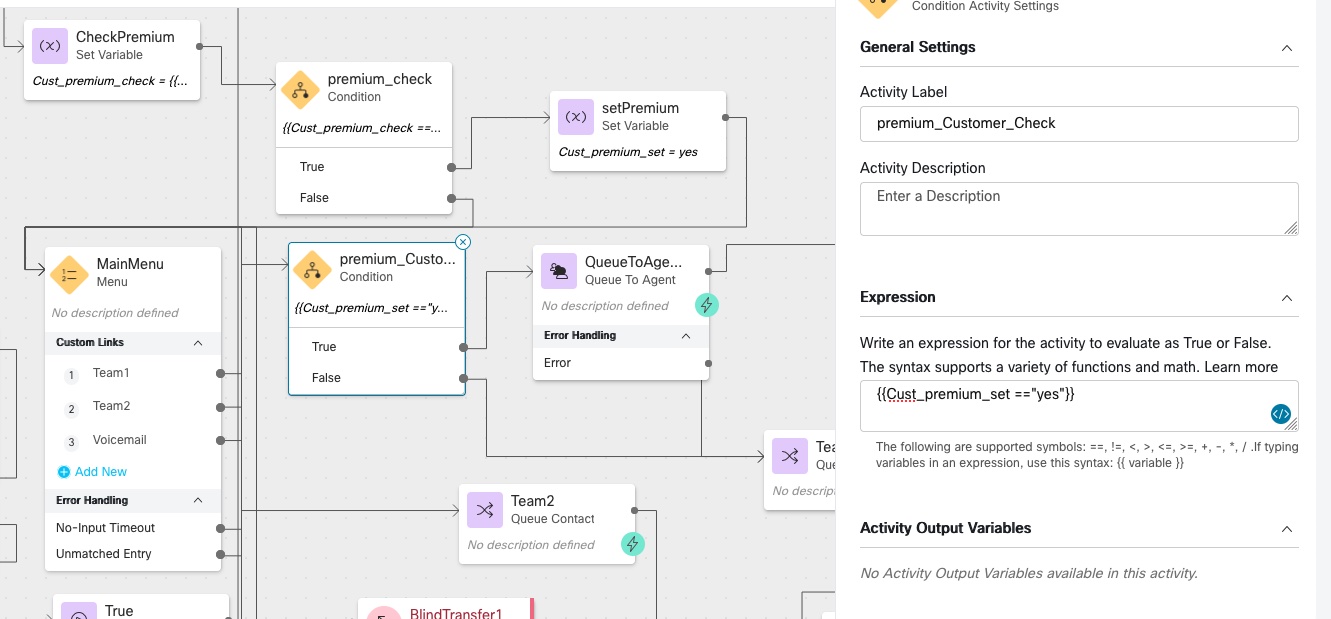 CheckPremium
Set Variable
Cust_premium_check = {{...
premium_check
Condition
{{Cust_premium_check ==...
True
False
setPremium
Set Variable
Cust_premium_set = yes
MainMenu
Menu
No description defined
Custom Links
1 Team1
2 Team2
3 Voicemail
Add New
Error Handling
No-Input Timeout
Unmatched Entry
premium_Custo...
Condition
{{Cust_premium_set =="y...
True
False
QueueToAge...
Queue To Agent
No description defined
Error Handling
Error
Team2
Queue Contact
No description defined
Tea
Que
No descript
True
BlindTransfer1
Condition Activity Settings
General Settings
Activity Label
premium_Customer_Check
Activity Description
Enter a Description
Expression
Write an expression for the activity to evaluate as True or False.
The syntax supports a variety of functions and math. Learn more
{{Cust_premium_set =="yes"}}
The following are supported symbols: ==, !=, <, >, <=, >=, +, -, *, / .If typing
variables in an expression, use this syntax: {{ variable }}
Activity Output Variables
No Activity Output Variables available in this activity.